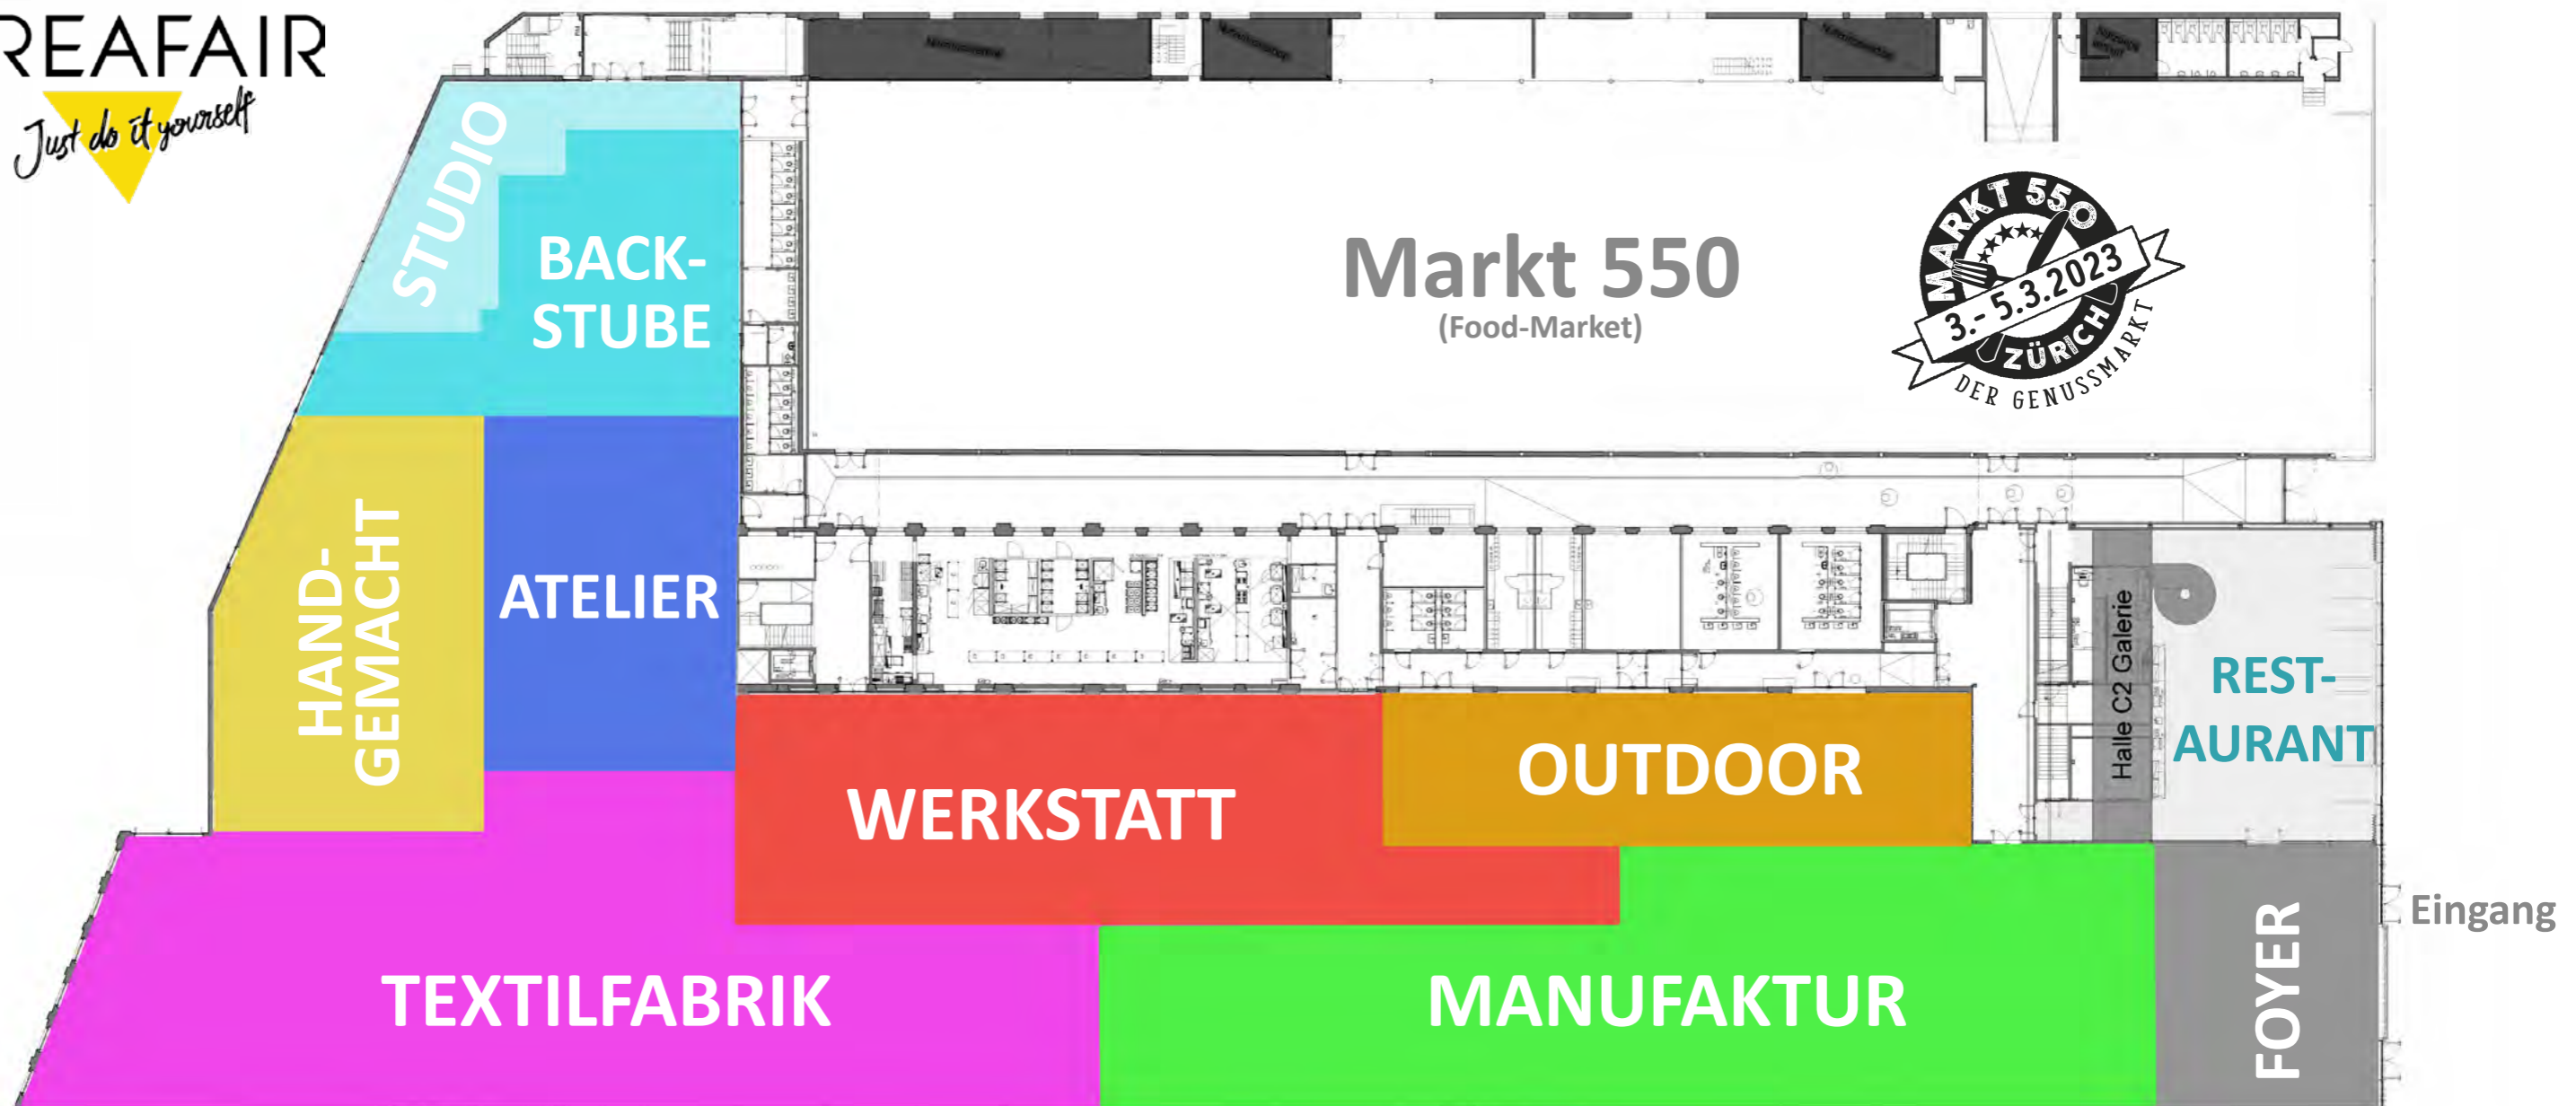 REAFAIR
Just do it yourself
STUDIO
BACK-
STUBE
Markt 550
(Food-Market)
MARKT 550
3.- 5.3.2023
ZÜRICH
DER GENUSSMARKT
HAND-
GEMACHT
ATELIER
WERKSTATT
OUTDOOR
Halle C2 Galerie
REST-
AURANT
TEXTILFABRIK
MANUFAKTUR
FOYER
Eingang